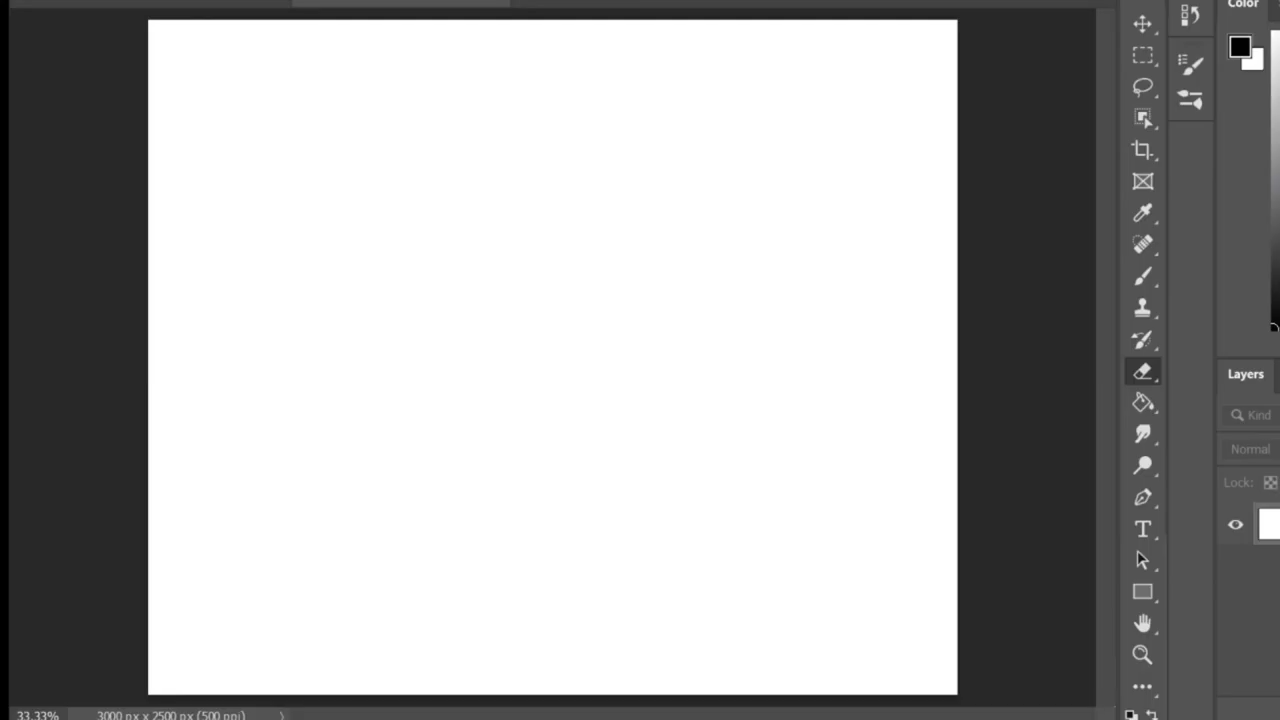 Color
Layers
Kind
Normal
Lock:
33.33%
3000 px x 2500 px (500 ppi)